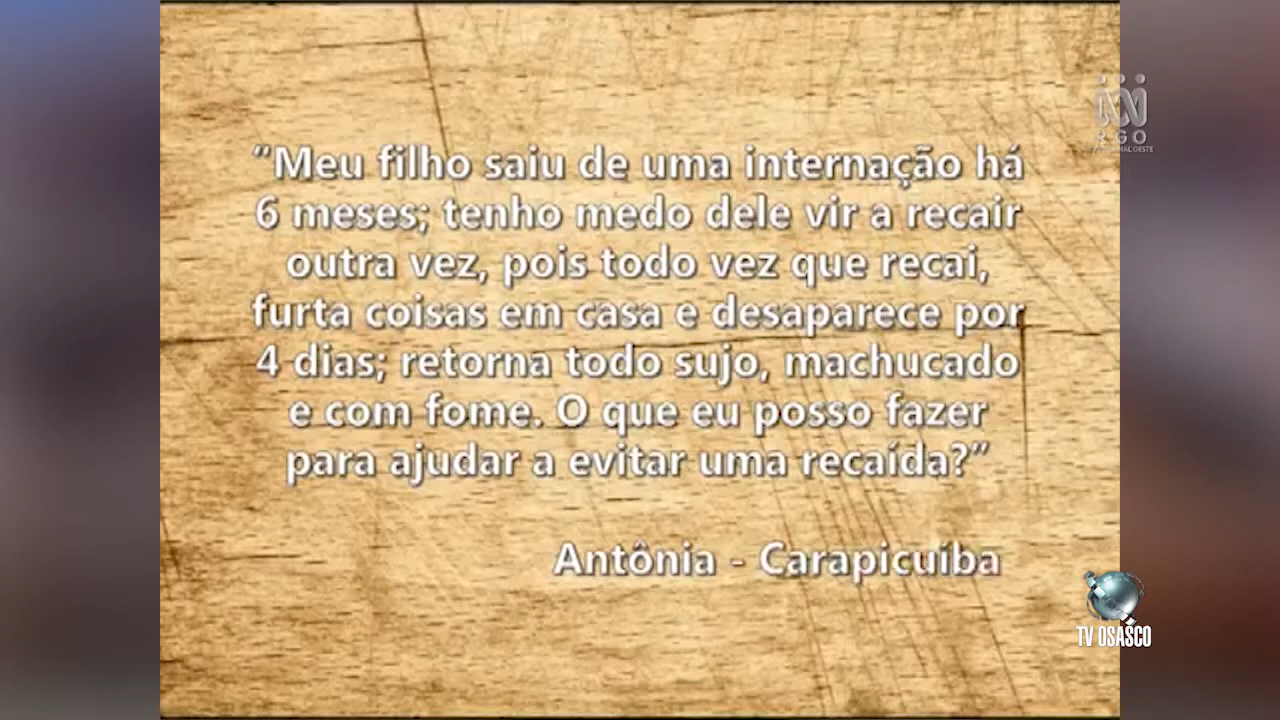 RGO
“Meu filho saiu de uma internação há
6 meses; tenho medo dele vir a recair
outra vez, pois todo vez que recai,
furta coisas em casa e desaparece por
4 dias; retorna todo sujo, machucado
e com fome. O que eu posso fazer
para ajudar a evitar uma recaída?”
Antônia - Carapicuíba
TV OSASCO